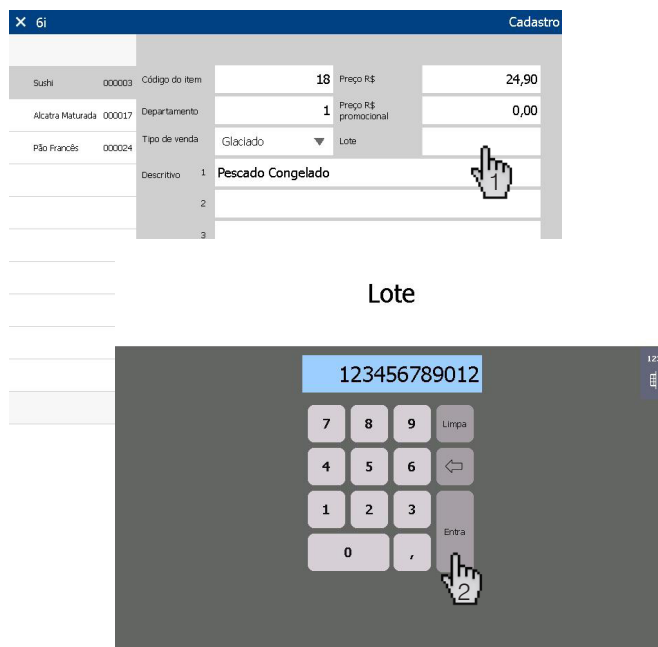 ✕ 6i Cadastro
Sushi 000003 Código do item 18 Preço R$ 24,90
Alcatra Maturada 000017 Departamento 1 Preço R$ promocional 0,00
Pão Francês 000024 Tipo de venda Glaciado Lote
1
Descritivo 1 Pescado Congelado
2
3
Lote
123456789012
7 8 9 Limpa
4 5 6
1 2 3
Entra
0 ,
2